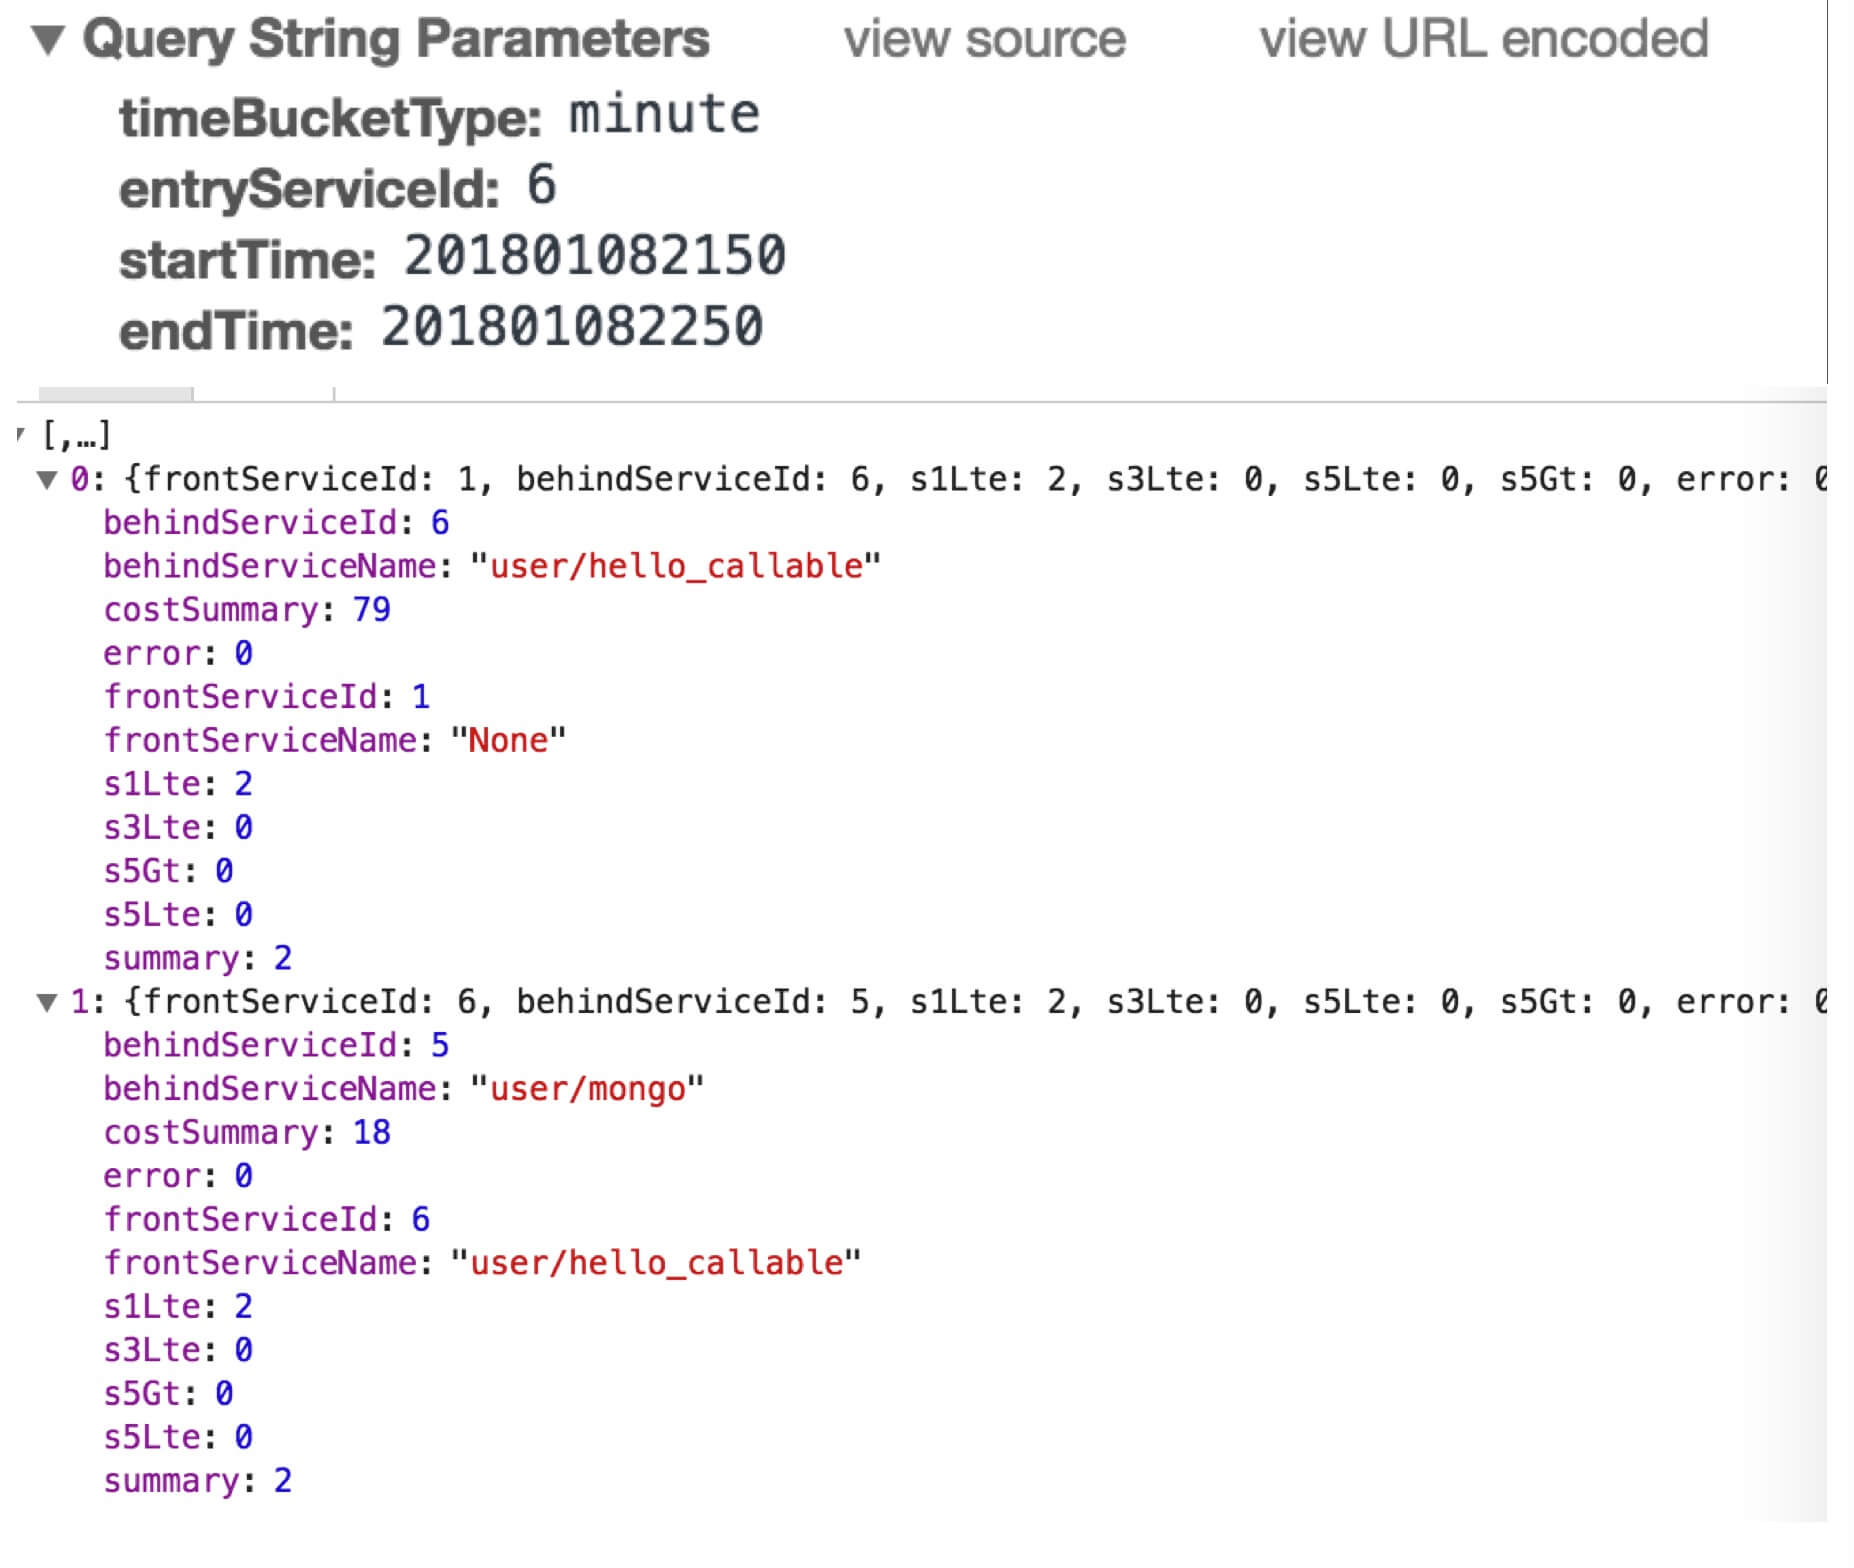 ▼ Query String Parameters view source view URL encoded
timeBucketType: minute
entryServiceId: 6
startTime: 201801082150
endTime: 201801082250
[,…]
▼ 0: {frontServiceId: 1, behindServiceId: 6, s1Lte: 2, s3Lte: 0, s5Lte: 0, s5Gt: 0, error: 0
behindServiceId: 6
behindServiceName: "user/hello_callable"
costSummary: 79
error: 0
frontServiceId: 1
frontServiceName: "None"
s1Lte: 2
s3Lte: 0
s5Gt: 0
s5Lte: 0
summary: 2
▼ 1: {frontServiceId: 6, behindServiceId: 5, s1Lte: 2, s3Lte: 0, s5Lte: 0, s5Gt: 0, error: 0
behindServiceId: 5
behindServiceName: "user/mongo"
costSummary: 18
error: 0
frontServiceId: 6
frontServiceName: "user/hello_callable"
s1Lte: 2
s3Lte: 0
s5Gt: 0
s5Lte: 0
summary: 2